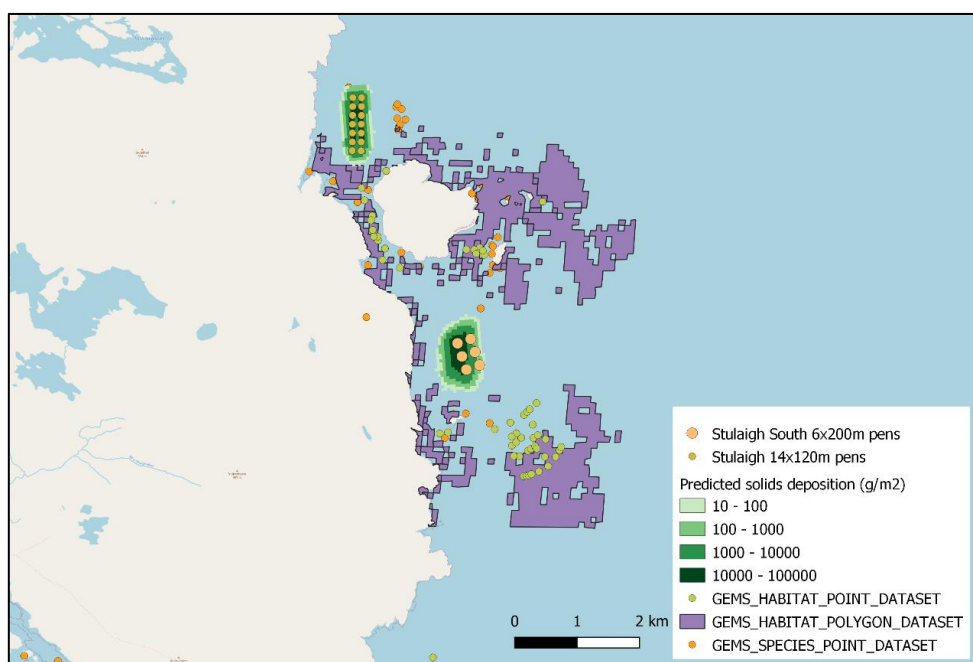 Stulaigh South 6x200m pens
Stulaigh 14x120m pens
Predicted solids deposition (g/m2)
10 - 100
100 - 1000
1000 - 10000
10000 - 100000
GEMS_HABITAT_POINT_DATASET
GEMS_HABITAT_POLYGON_DATASET
GEMS_SPECIES_POINT_DATASET
0 1 2 km